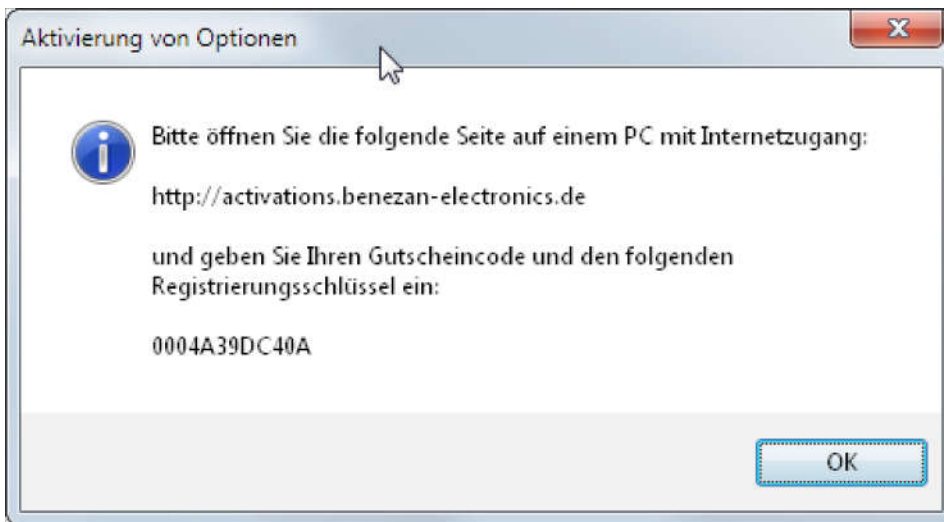 Aktivierung von Optionen
Bitte öffnen Sie die folgende Seite auf einem PC mit Internetzugang:
http://activations.benezan-electronics.de
und geben Sie Ihren Gutscheincode und den folgenden
Registrierungsschlüssel ein:
0004A39DC40A
OK